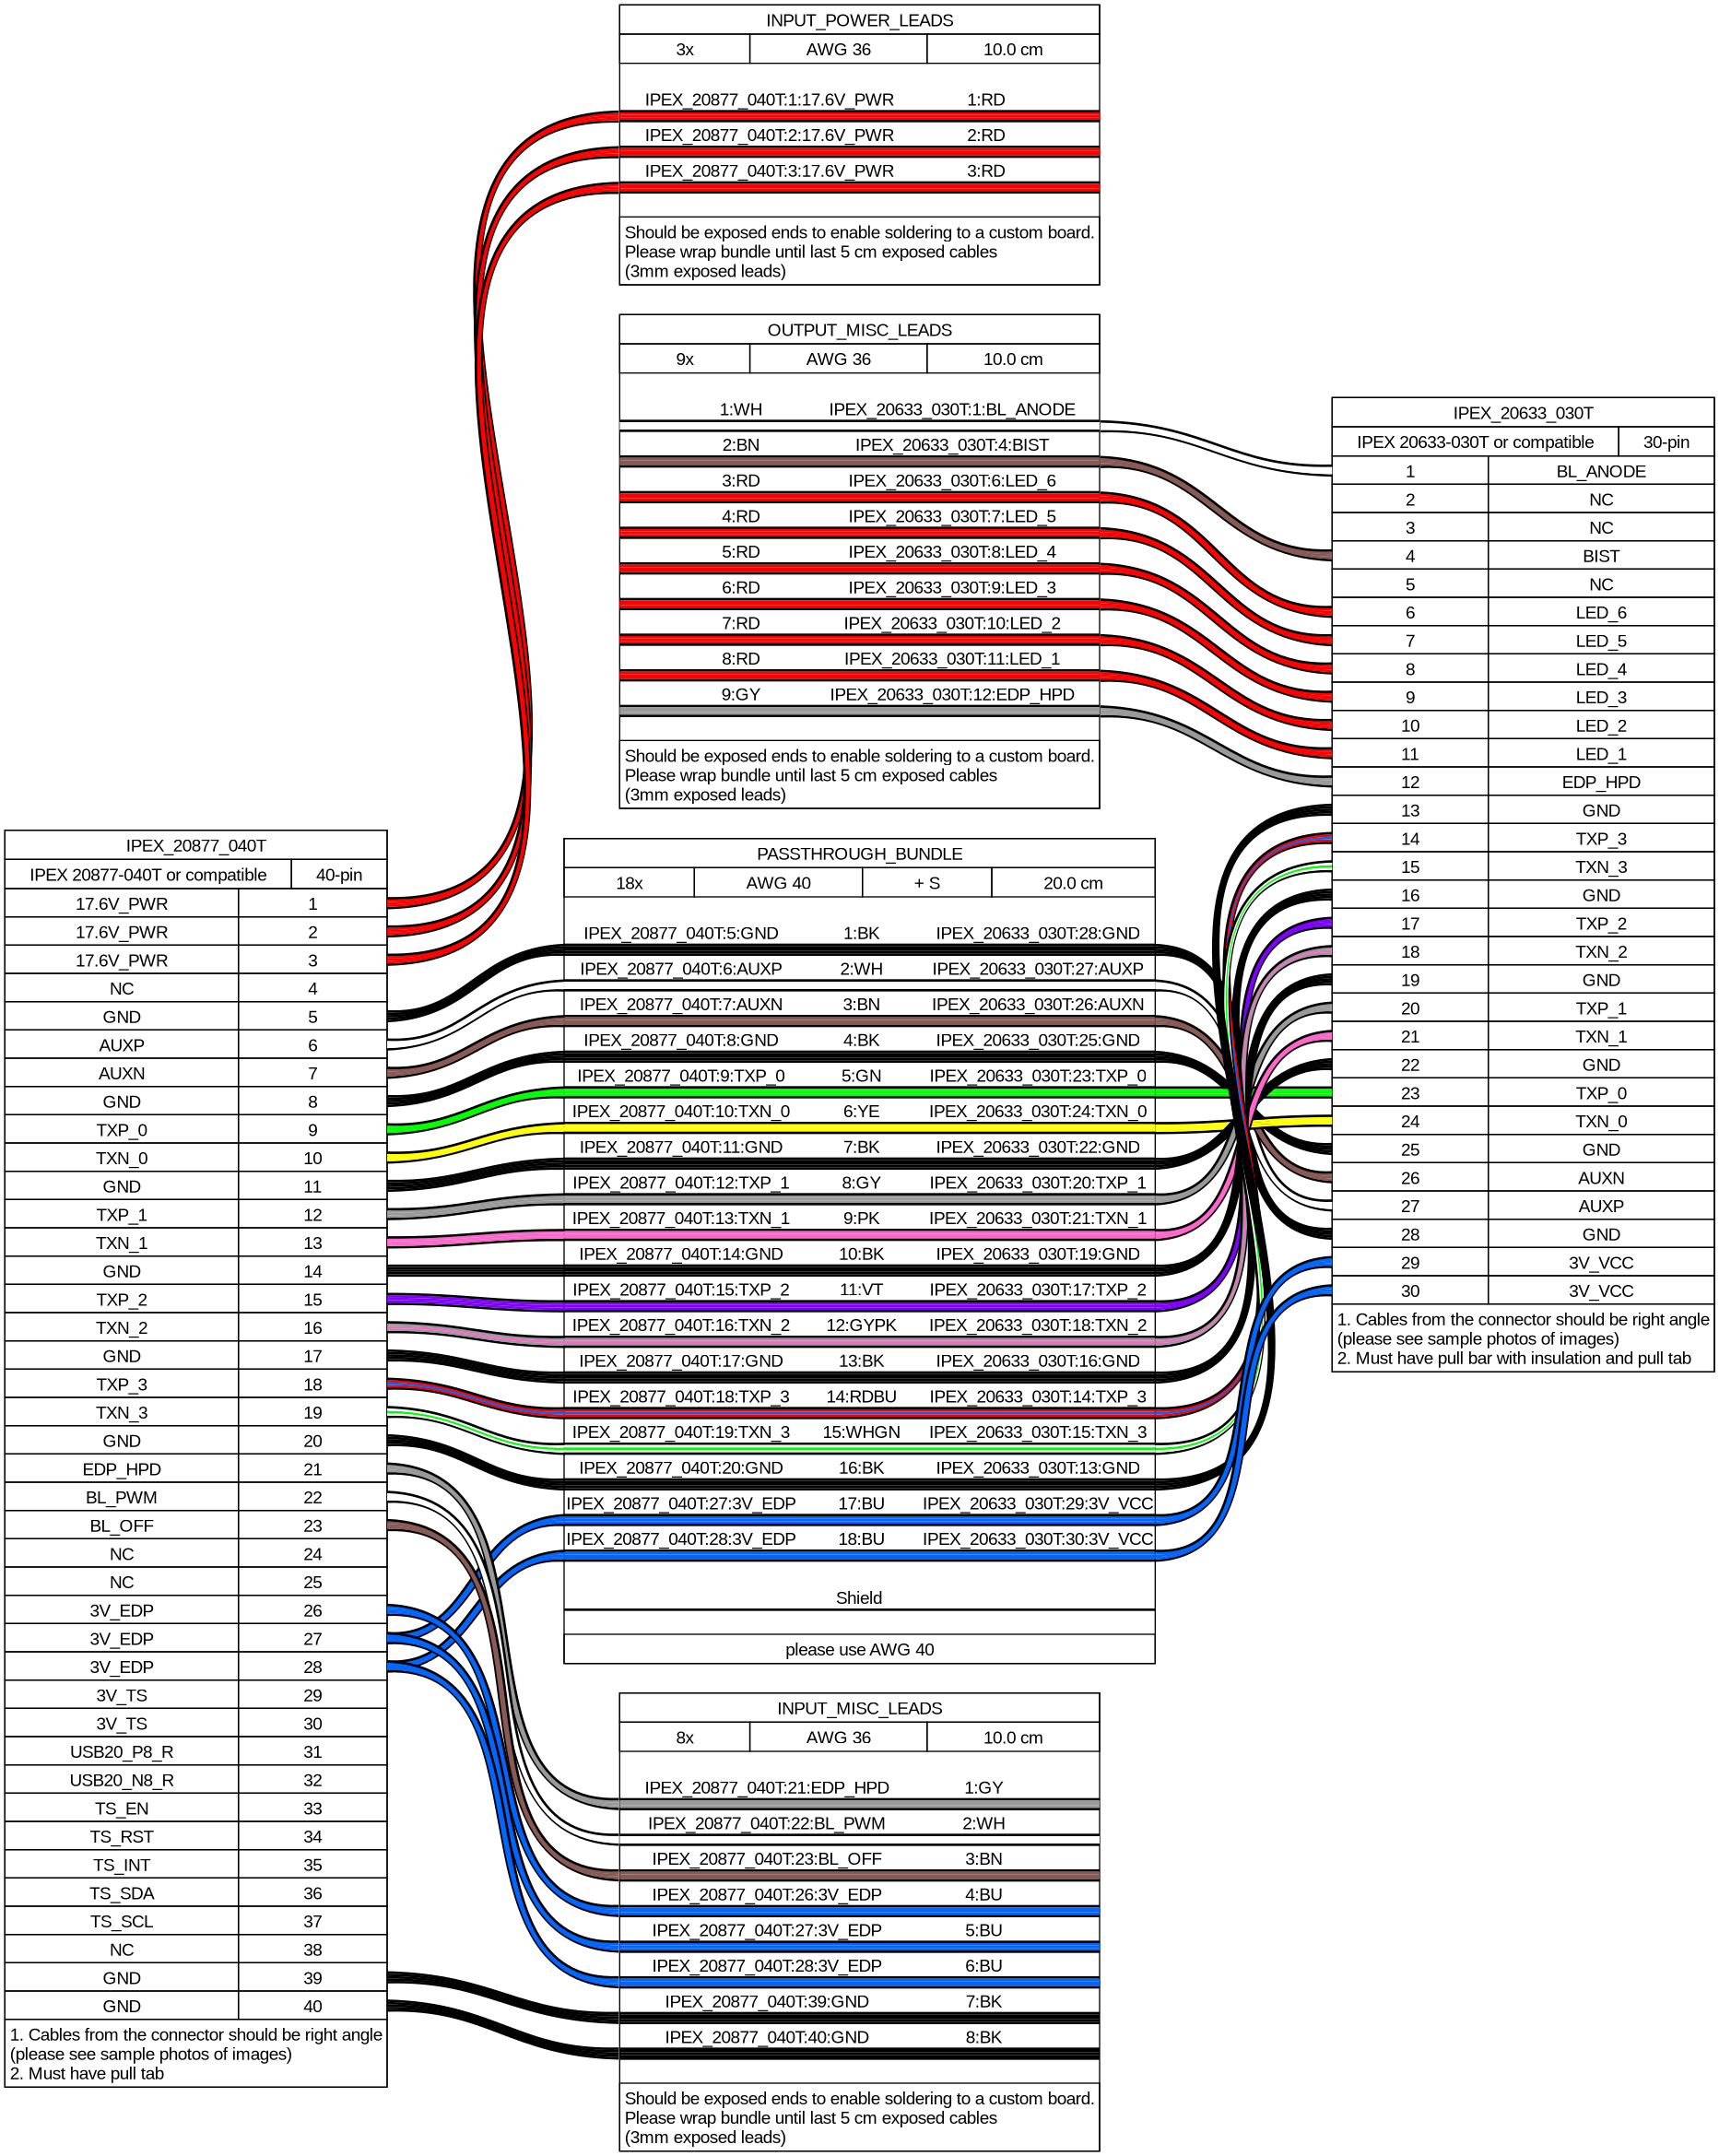 INPUT_POWER_LEADS
3x AWG 36 10.0 cm
IPEX_20877_040T:1:17.6V_PWR 1:RD
IPEX_20877_040T:2:17.6V_PWR 2:RD
IPEX_20877_040T:3:17.6V_PWR 3:RD
Should be exposed ends to enable soldering to a custom board.
Please wrap bundle until last 5 cm exposed cables
(3mm exposed leads)
OUTPUT_MISC_LEADS
9x AWG 36 10.0 cm
1:WH IPEX_20633_030T:1:BL_ANODE
2:BN IPEX_20633_030T:4:BIST
3:RD IPEX_20633_030T:6:LED_6
4:RD IPEX_20633_030T:7:LED_5
5:RD IPEX_20633_030T:8:LED_4
6:RD IPEX_20633_030T:9:LED_3
7:RD IPEX_20633_030T:10:LED_2
8:RD IPEX_20633_030T:11:LED_1
9:GY IPEX_20633_030T:12:EDP_HPD
Should be exposed ends to enable soldering to a custom board.
Please wrap bundle until last 5 cm exposed cables
(3mm exposed leads)
IPEX_20633_030T
IPEX 20633-030T or compatible 30-pin
1 BL_ANODE
2 NC
3 NC
4 BIST
5 NC
6 LED_6
7 LED_5
8 LED_4
9 LED_3
10 LED_2
11 LED_1
12 EDP_HPD
13 GND
14 TXP_3
15 TXN_3
16 GND
17 TXP_2
18 TXN_2
19 GND
20 TXP_1
21 TXN_1
22 GND
23 TXP_0
24 TXN_0
25 GND
26 AUXN
27 AUXP
28 GND
29 3V_VCC
30 3V_VCC
1. Cables from the connector should be right angle
(please see sample photos of images)
2. Must have pull bar with insulation and pull tab
IPEX_20877_040T
IPEX 20877-040T or compatible 40-pin
17.6V_PWR 1
17.6V_PWR 2
17.6V_PWR 3
NC 4
GND 5
AUXP 6
AUXN 7
GND 8
TXP_0 9
TXN_0 10
GND 11
TXP_1 12
TXN_1 13
GND 14
TXP_2 15
TXN_2 16
GND 17
TXP_3 18
TXN_3 19
GND 20
EDP_HPD 21
BL_PWM 22
BL_OFF 23
NC 24
NC 25
3V_EDP 26
3V_EDP 27
3V_EDP 28
3V_TS 29
3V_TS 30
USB20_P8_R 31
USB20_N8_R 32
TS_EN 33
TS_RST 34
TS_INT 35
TS_SDA 36
TS_SCL 37
NC 38
GND 39
GND 40
1. Cables from the connector should be right angle
(please see sample photos of images)
2. Must have pull tab
PASSTHROUGH_BUNDLE
18x AWG 40 + S 20.0 cm
IPEX_20877_040T:5:GND 1:BK IPEX_20633_030T:28:GND
IPEX_20877_040T:6:AUXP 2:WH IPEX_20633_030T:27:AUXP
IPEX_20877_040T:7:AUXN 3:BN IPEX_20633_030T:26:AUXN
IPEX_20877_040T:8:GND 4:BK IPEX_20633_030T:25:GND
IPEX_20877_040T:9:TXP_0 5:GN IPEX_20633_030T:23:TXP_0
IPEX_20877_040T:10:TXN_0 6:YE IPEX_20633_030T:24:TXN_0
IPEX_20877_040T:11:GND 7:BK IPEX_20633_030T:22:GND
IPEX_20877_040T:12:TXP_1 8:GY IPEX_20633_030T:20:TXP_1
IPEX_20877_040T:13:TXN_1 9:PK IPEX_20633_030T:21:TXN_1
IPEX_20877_040T:14:GND 10:BK IPEX_20633_030T:19:GND
IPEX_20877_040T:15:TXP_2 11:VT IPEX_20633_030T:17:TXP_2
IPEX_20877_040T:16:TXN_2 12:GYPK IPEX_20633_030T:18:TXN_2
IPEX_20877_040T:17:GND 13:BK IPEX_20633_030T:16:GND
IPEX_20877_040T:18:TXP_3 14:RDBU IPEX_20633_030T:14:TXP_3
IPEX_20877_040T:19:TXN_3 15:WHGN IPEX_20633_030T:15:TXN_3
IPEX_20877_040T:20:GND 16:BK IPEX_20633_030T:13:GND
IPEX_20877_040T:27:3V_EDP 17:BU IPEX_20633_030T:29:3V_VCC
IPEX_20877_040T:28:3V_EDP 18:BU IPEX_20633_030T:30:3V_VCC
Shield
please use AWG 40
INPUT_MISC_LEADS
8x AWG 36 10.0 cm
IPEX_20877_040T:21:EDP_HPD 1:GY
IPEX_20877_040T:22:BL_PWM 2:WH
IPEX_20877_040T:23:BL_OFF 3:BN
IPEX_20877_040T:26:3V_EDP 4:BU
IPEX_20877_040T:27:3V_EDP 5:BU
IPEX_20877_040T:28:3V_EDP 6:BU
IPEX_20877_040T:39:GND 7:BK
IPEX_20877_040T:40:GND 8:BK
Should be exposed ends to enable soldering to a custom board.
Please wrap bundle until last 5 cm exposed cables
(3mm exposed leads)